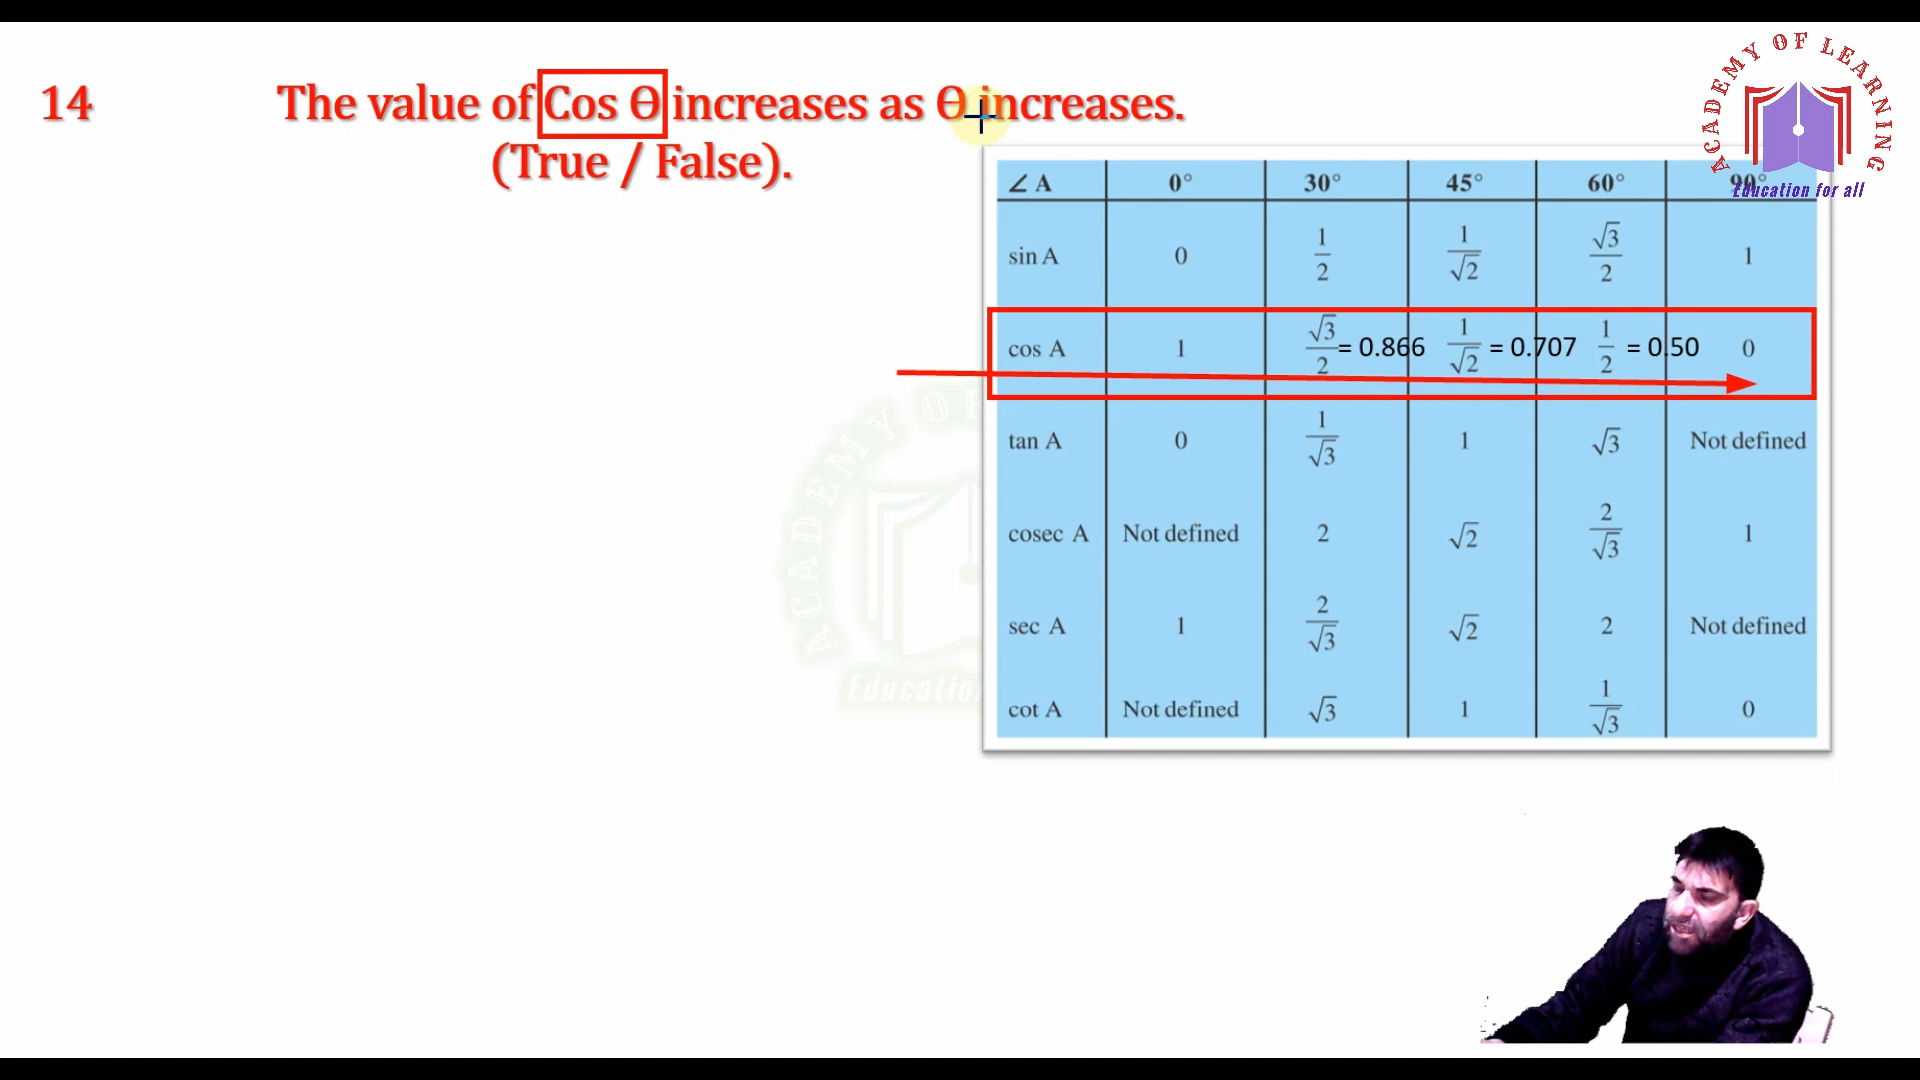 14 The value of Cos Θ increases as Θ increases.
(True / False).
ACADEMY OF LEARNING
Education for all
∠ A 0° 30° 45° 60° 90°
sin A 0 1/2 1/√2 √3/2 1
cos A 1 √3/2 = 0.866 1/√2 = 0.707 1/2 = 0.50 0
tan A 0 1/√3 1 √3 Not defined
cosec A Not defined 2 √2 2/√3 1
sec A 1 2/√3 √2 2 Not defined
cot A Not defined √3 1 1/√3 0
ACADEMY OF
Education